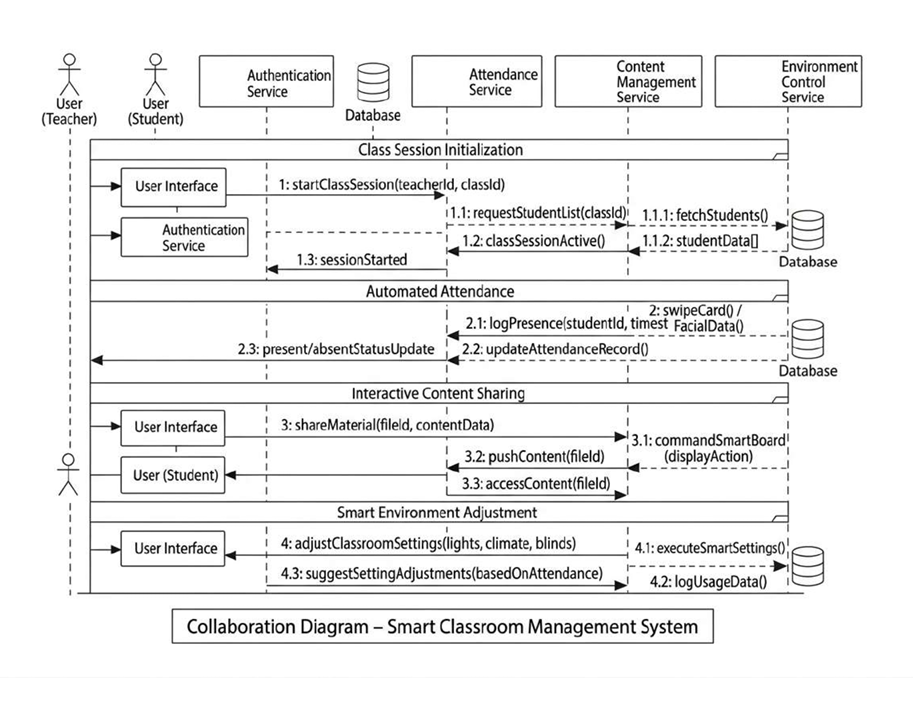 User
(Teacher)
User
(Student)
Authentication
Service
Database
Attendance
Service
Content
Management
Service
Environment
Control
Service
Class Session Initialization
User Interface
1: startClassSession(teacherId, classId)
1.1: requestStudentList(classId)
1.1.1: fetchStudents()
Authentication
Service
1.2: classSessionActive()
1.1.2: studentData[]
Database
1.3: sessionStarted
Automated Attendance
2: swipeCard() /
FacialData()
2.1: logPresence(studentId, timest
2.3: present/absentStatusUpdate
2.2: updateAttendanceRecord()
Database
Interactive Content Sharing
User Interface
3: shareMaterial(fileId, contentData)
3.1: commandSmartBoard
(displayAction)
3.2: pushContent(fileId)
User (Student)
3.3: accessContent(fileId)
Smart Environment Adjustment
User Interface
4: adjustClassroomSettings(lights, climate, blinds)
4.1: executeSmartSettings()
4.3: suggestSettingAdjustments(basedOnAttendance)
4.2: logUsageData()
Collaboration Diagram – Smart Classroom Management System